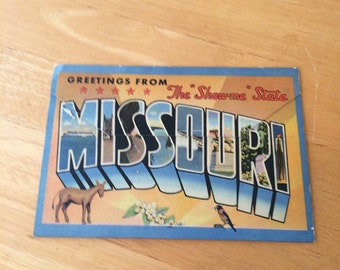 GREETINGS FROM
The "Show-me" State
MISSOURI